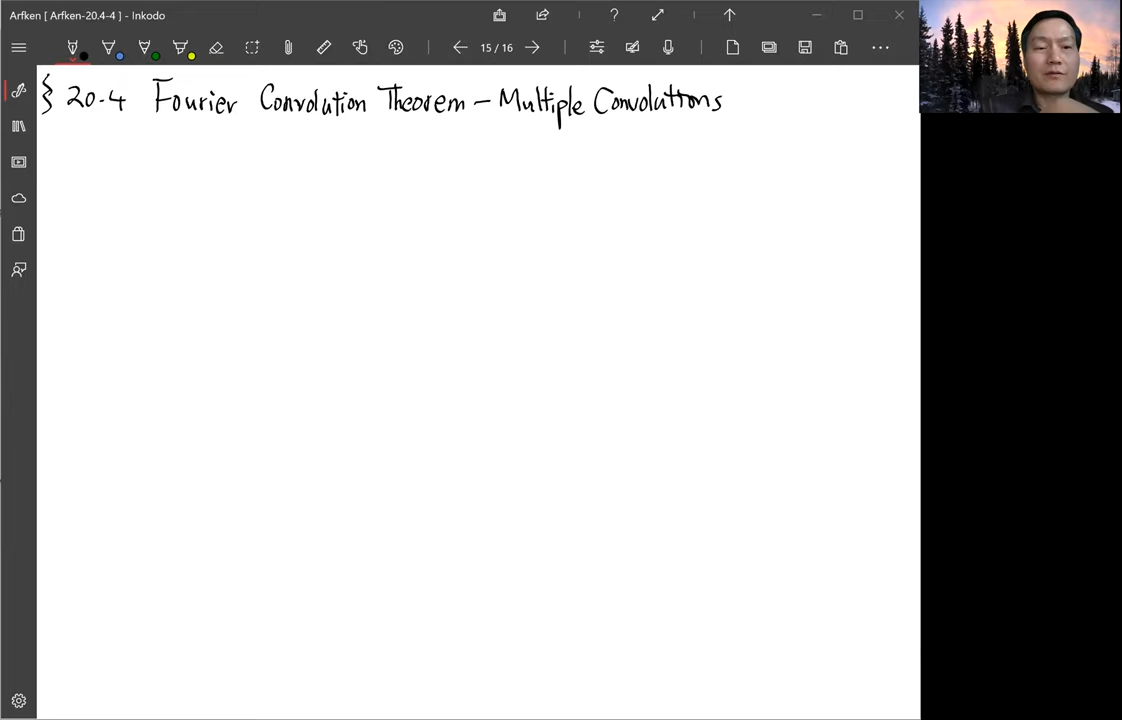 Arfken [ Arfken-20.4-4 ] - Inkodo
15 / 16
§ 20.4 Fourier Convolution Theorem – Multiple Convolutions